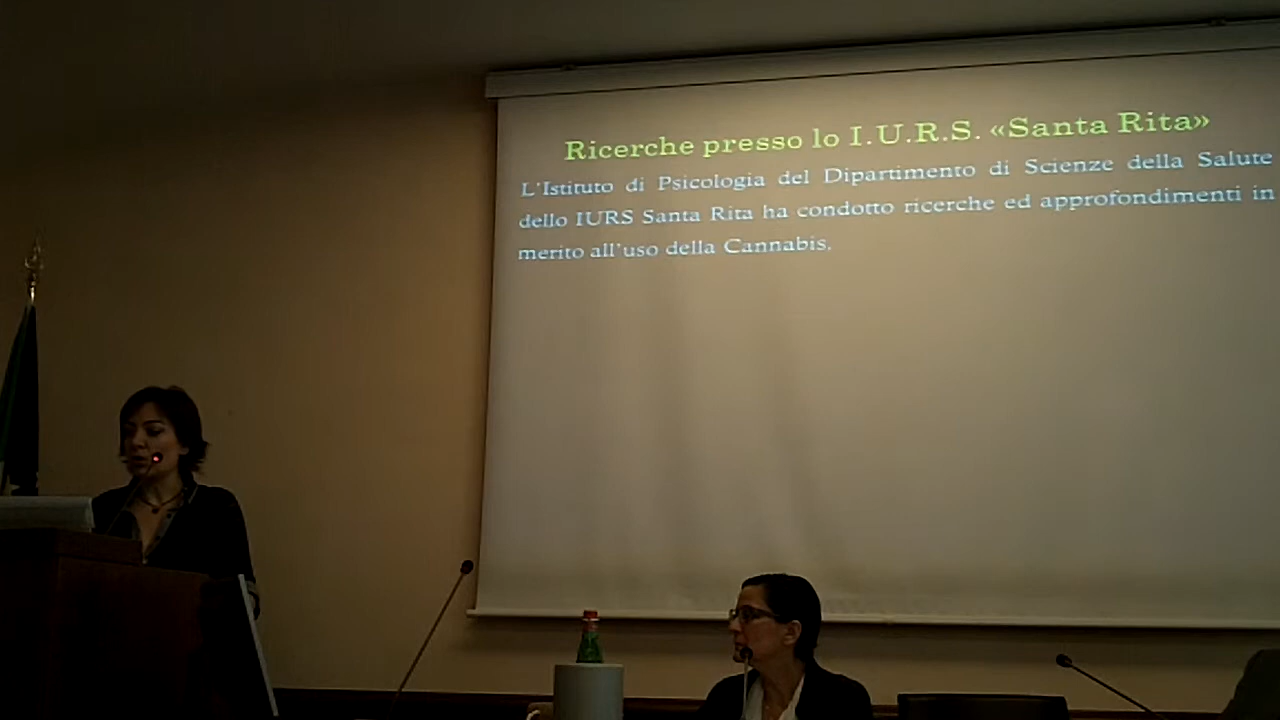 Ricerche presso lo I.U.R.S. «Santa Rita»
L'Istituto di Psicologia del Dipartimento di Scienze della Salute
dello IURS Santa Rita ha condotto ricerche ed approfondimenti in
merito all'uso della Cannabis.